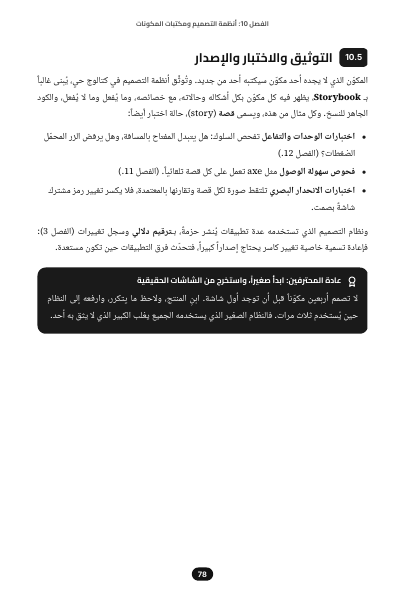 الفصل 10: أنظمة التصميم ومكتبات المكونات
10.5 التوثيق والاختبار والإصدار
المكوّن الذي لا يجده أحد مكوّن سيكتبه أحد من جديد. وتُوثَّق أنظمة التصميم في كتالوج حي، يُبنى غالباً
بـ Storybook، يظهر فيه كل مكوّن بكل أشكاله وحالاته، مع خصائصه، وما يُفعل وما لا يُفعل، والكود
الجاهز للنسخ. وكل مثال من هذه، ويسمى قصة (story)، حالة اختبار أيضاً:
• اختبارات الوحدات والتفاعل تفحص السلوك: هل يتبدل المفتاح بالمسافة، وهل يرفض الزر المحمّل
الضغطات؟ (الفصل 12.)
• فحوص سهولة الوصول مثل axe تعمل على كل قصة تلقائياً. (الفصل 11.)
• اختبارات الانحدار البصري تلتقط صورة لكل قصة وتقارنها بالمعتمدة، فلا يكسر تغيير رمز مشترك
شاشةً بصمت.
ونظام التصميم الذي تستخدمه عدة تطبيقات يُنشر حزمةً، بترقيم دلالي وسجل تغييرات (الفصل 3):
فإعادة تسمية خاصية تغيير كاسر يحتاج إصداراً كبيراً، فتحدّث فرق التطبيقات حين تكون مستعدة.
عادة المحترفين: ابدأ صغيراً، واستخرج من الشاشات الحقيقية
لا تصمم أربعين مكوّناً قبل أن توجد أول شاشة. ابنِ المنتج، ولاحظ ما يتكرر، وارفعه إلى النظام
حين يُستخدم ثلاث مرات. فالنظام الصغير الذي يستخدمه الجميع يغلب الكبير الذي لا يثق به أحد.
78